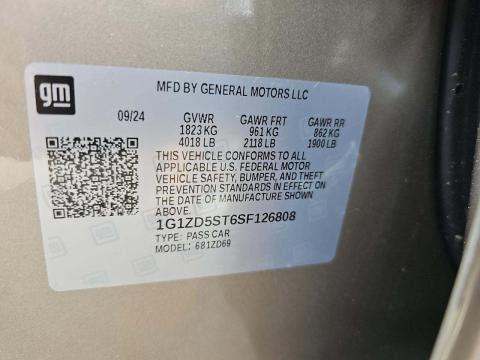 gm
MFD BY GENERAL MOTORS LLC
09/24 GVWR GAWR FRT GAWR RR
1823 KG 961 KG 862 KG
4018 LB 2118 LB 1900 LB
THIS VEHICLE CONFORMS TO ALL
APPLICABLE U.S. FEDERAL MOTOR
VEHICLE SAFETY, BUMPER, AND THEFT
PREVENTION STANDARDS IN EFFECT ON
THE DATE OF MANUFACTURE SHOWN
ABOVE.
1G1ZD5ST6SF126808
TYPE: PASS CAR
MODEL: 681ZD69